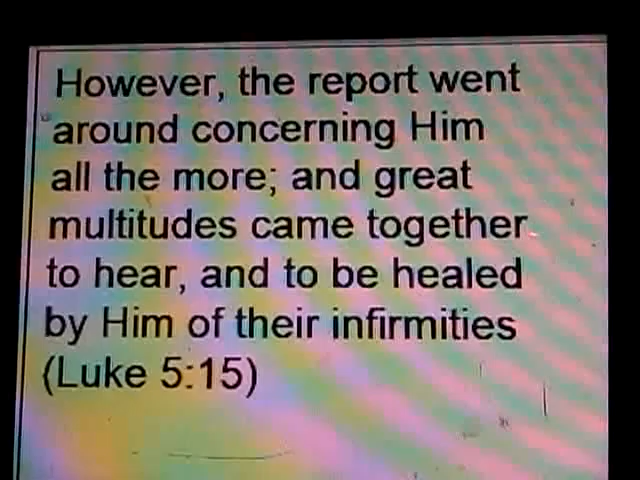 However, the report went
around concerning Him
all the more; and great
multitudes came together
to hear, and to be healed
by Him of their infirmities
(Luke 5:15)